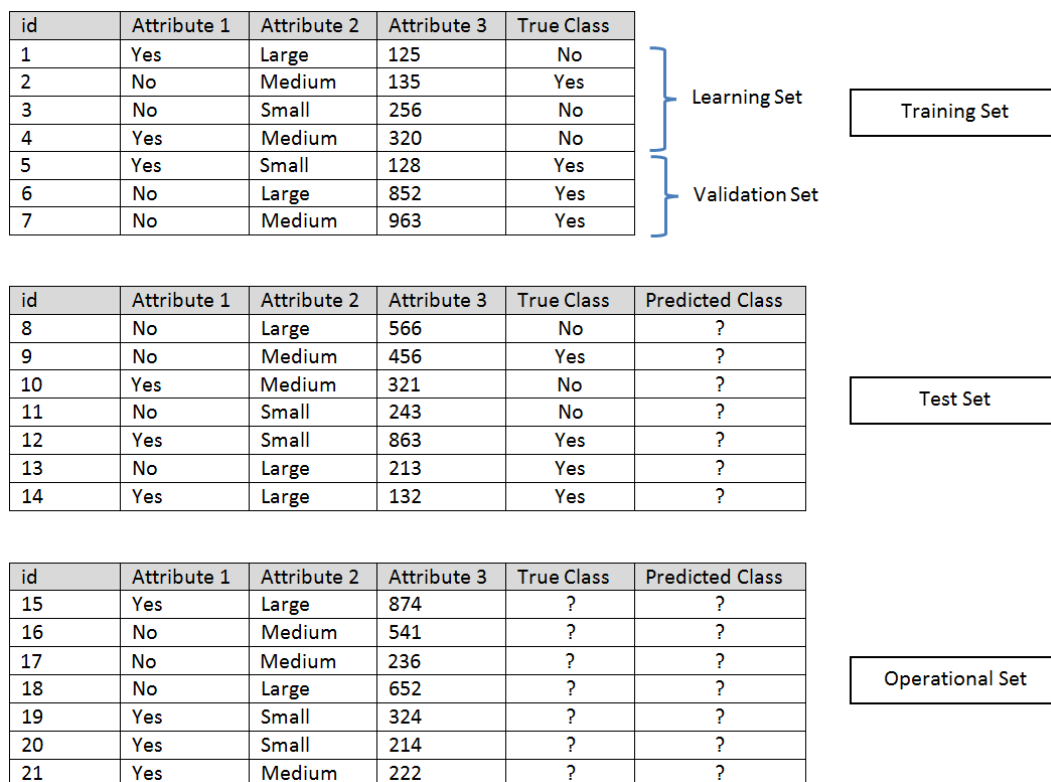 id Attribute 1 Attribute 2 Attribute 3 True Class
1 Yes Large 125 No
2 No Medium 135 Yes
3 No Small 256 No
4 Yes Medium 320 No
5 Yes Small 128 Yes
6 No Large 852 Yes
7 No Medium 963 Yes
Learning Set
Validation Set
Training Set
id Attribute 1 Attribute 2 Attribute 3 True Class Predicted Class
8 No Large 566 No ?
9 No Medium 456 Yes ?
10 Yes Medium 321 No ?
11 No Small 243 No ?
12 Yes Small 863 Yes ?
13 No Large 213 Yes ?
14 Yes Large 132 Yes ?
Test Set
id Attribute 1 Attribute 2 Attribute 3 True Class Predicted Class
15 Yes Large 874 ? ?
16 No Medium 541 ? ?
17 No Medium 236 ? ?
18 No Large 652 ? ?
19 Yes Small 324 ? ?
20 Yes Small 214 ? ?
21 Yes Medium 222 ? ?
Operational Set